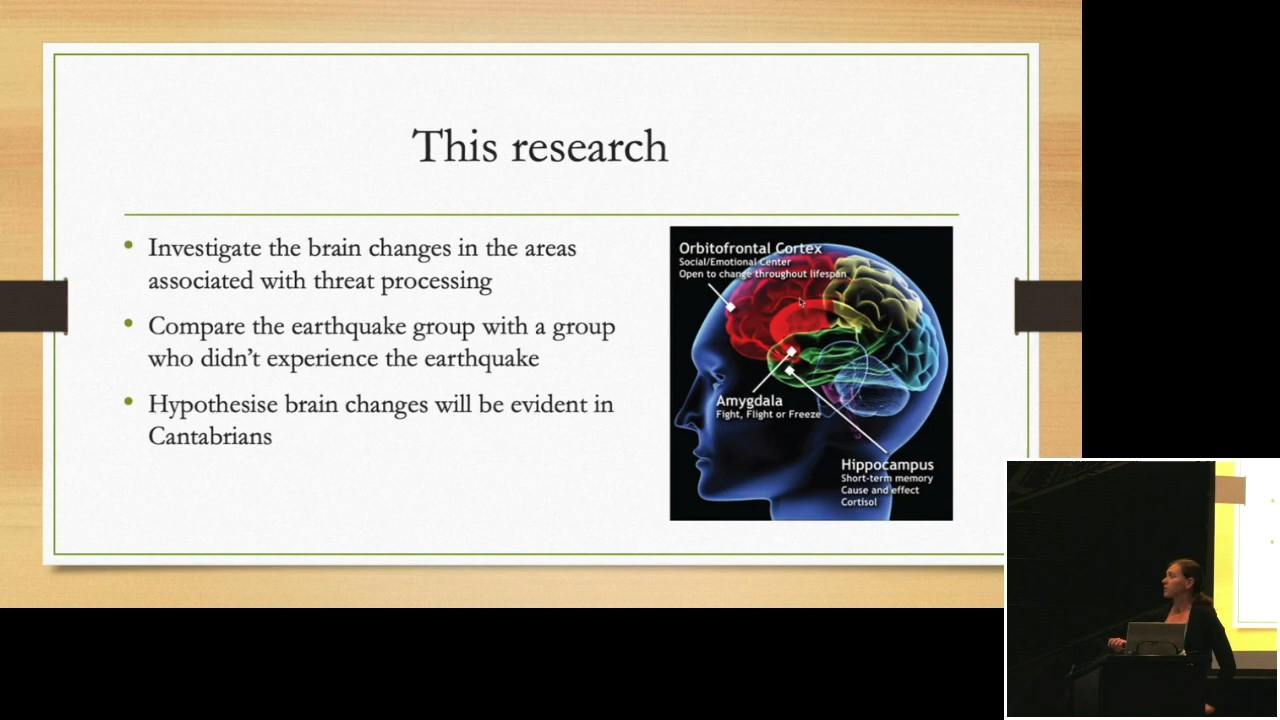 This research
• Investigate the brain changes in the areas
associated with threat processing
• Compare the earthquake group with a group
who didn’t experience the earthquake
• Hypothesise brain changes will be evident in
Cantabrians
Orbitofrontal Cortex
Social/Emotional Center
Open to change throughout lifespan
Amygdala
Fight, Flight or Freeze
Hippocampus
Short-term memory
Cause and effect
Cortisol